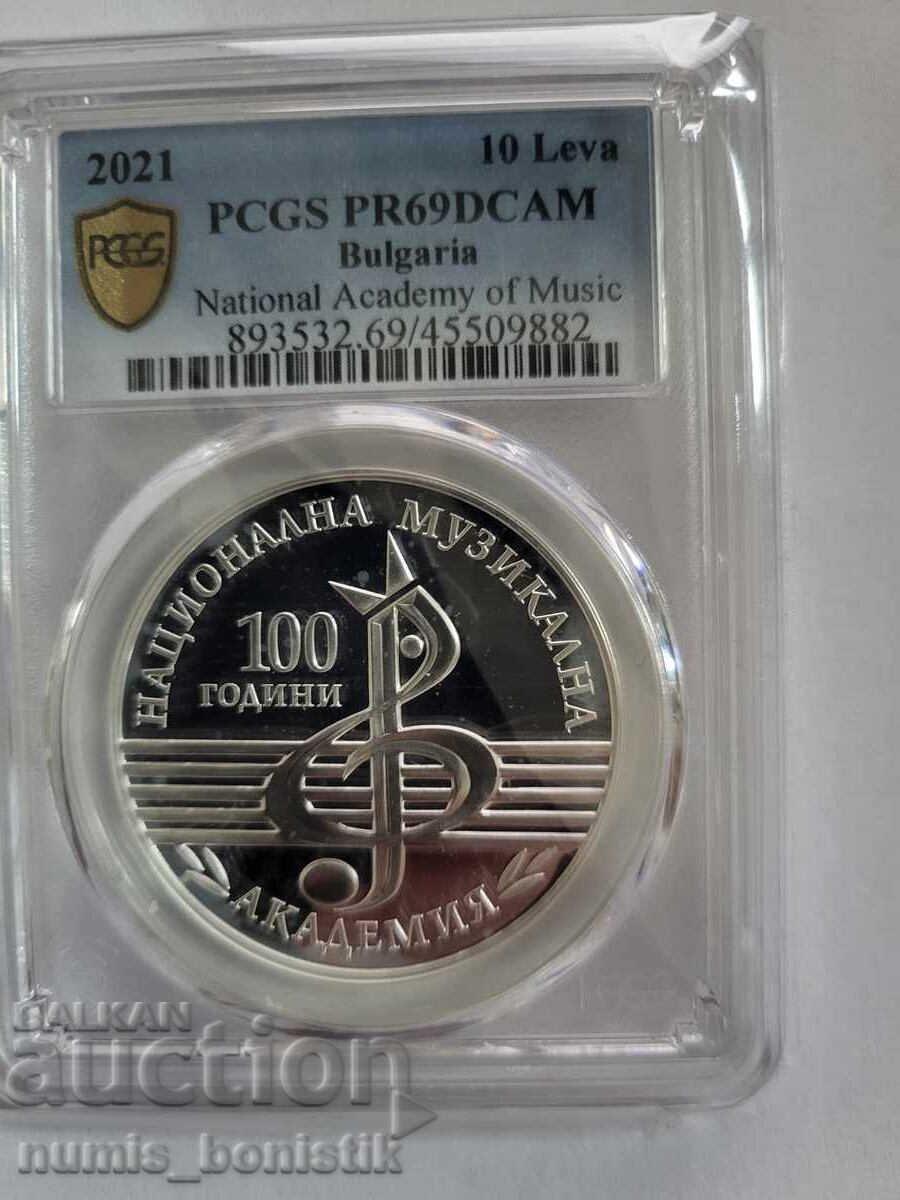 2021 10 Leva
PCGS PR69DCAM
PCGS
Bulgaria
National Academy of Music
893532.69/45509882
НАЦИОНАЛНА МУЗИКАЛНА
100
ГОДИНИ
АКАДЕМИЯ
BALKAN
auction
numis_bonistik